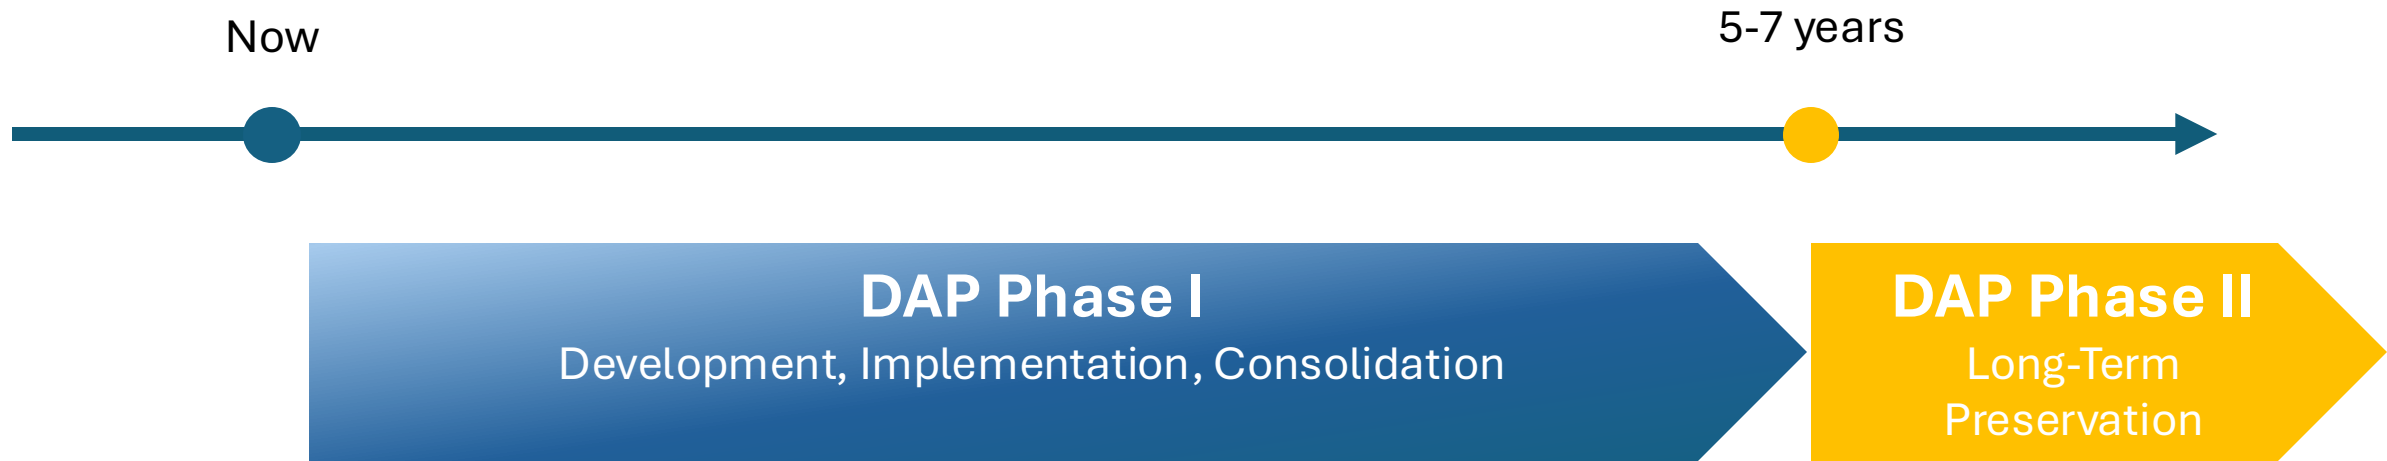 Now
5-7 years
DAP Phase I
Development, Implementation, Consolidation
DAP Phase II
Long-Term
Preservation